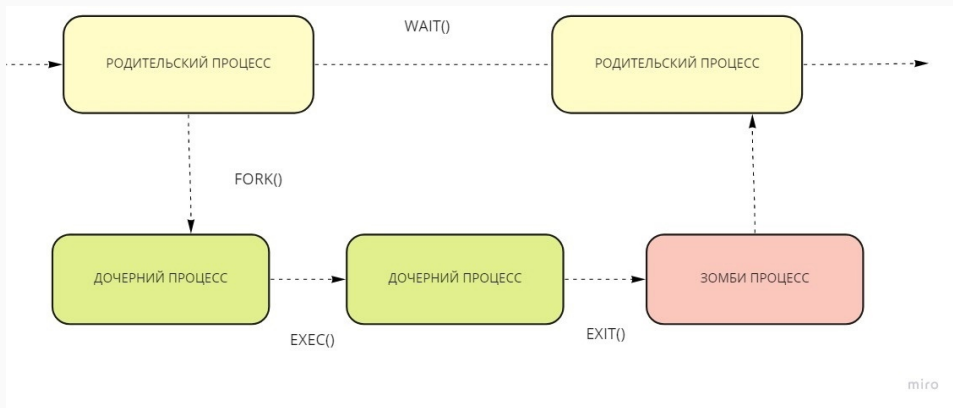 WAIT()
РОДИТЕЛЬСКИЙ ПРОЦЕСС
РОДИТЕЛЬСКИЙ ПРОЦЕСС
FORK()
ДОЧЕРНИЙ ПРОЦЕСС
ДОЧЕРНИЙ ПРОЦЕСС
ЗОМБИ ПРОЦЕСС
EXEC()
EXIT()
miro